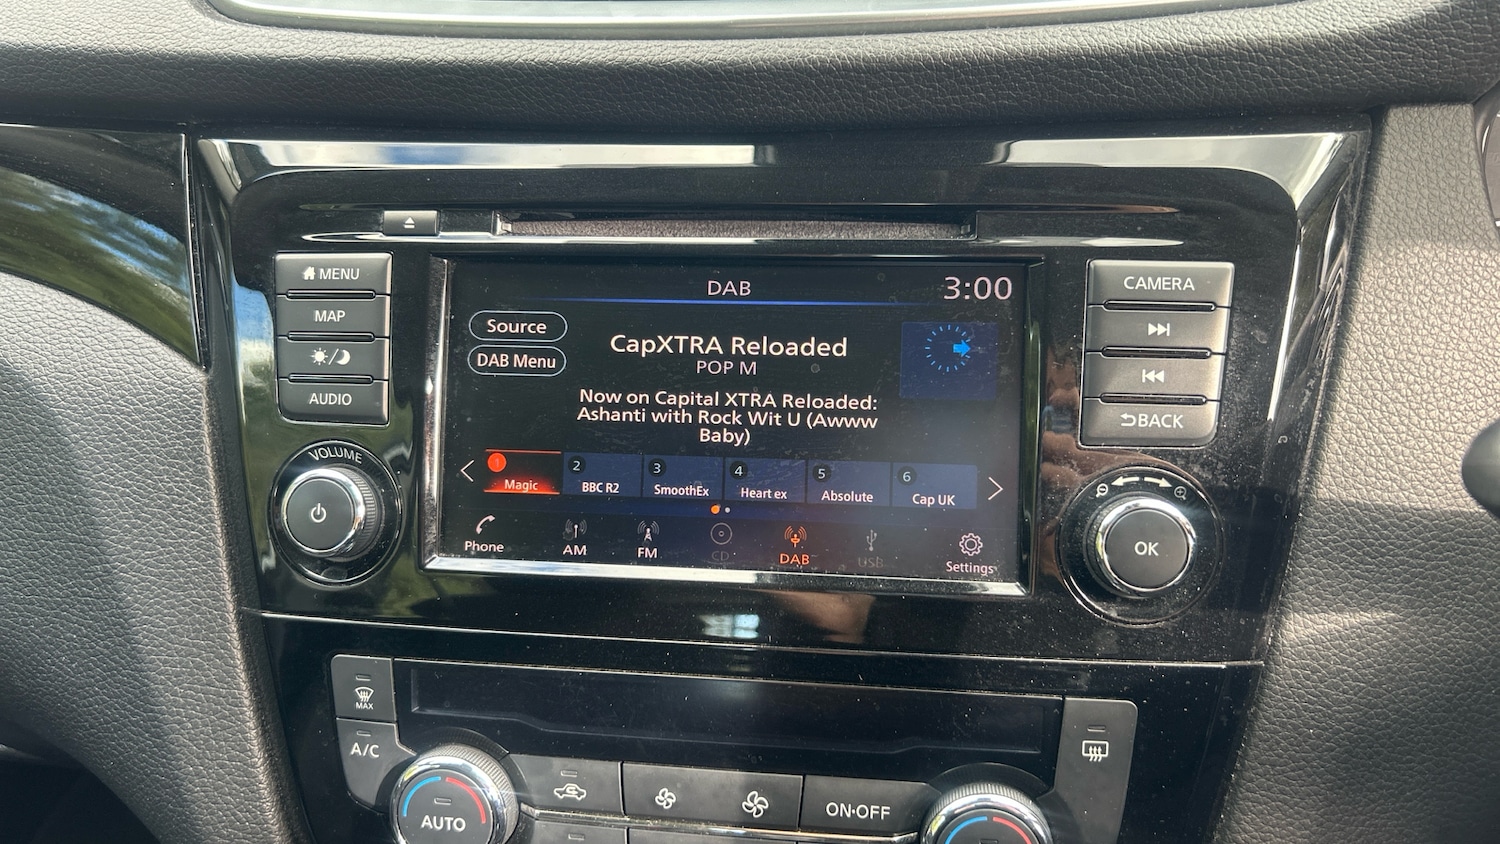 MENU
MAP
AUDIO
VOLUME
DAB
3:00
Source
DAB Menu
CapXTRA Reloaded
POP M
Now on Capital XTRA Reloaded:
Ashanti with Rock Wit U (Awww
Baby)
1 Magic
2 BBC R2
3 SmoothEx
4 Heart ex
5 Absolute
6 Cap UK
Phone
AM
FM
CD
DAB
USB
Settings
CAMERA
BACK
OK
MAX
A/C
AUTO
ON·OFF